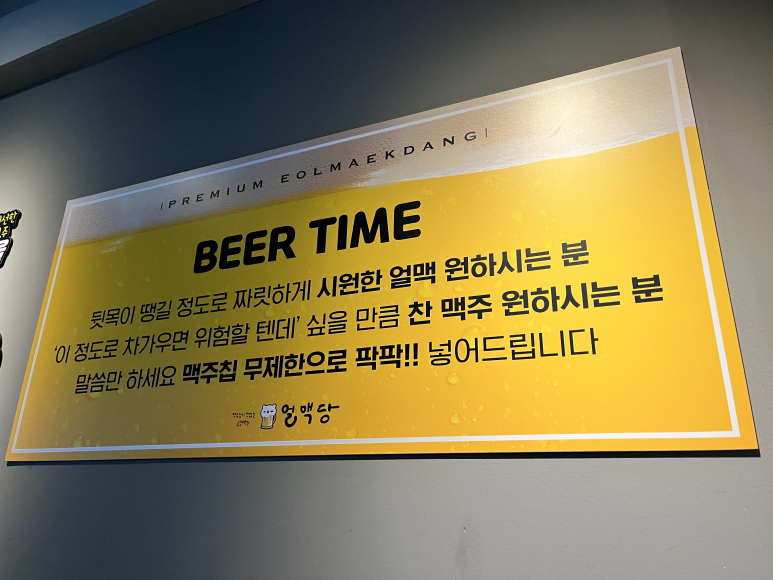 |PREMIUM EOLMAEKDANG|
BEER TIME
뒷목이 땡길 정도로 짜릿하게 시원한 얼맥 원하시는 분
'이 정도로 차가우면 위험할 텐데' 싶을 만큼 찬 맥주 원하시는 분
말씀만 하세요 맥주칩 무제한으로 팍팍!! 넣어드립니다
얼맥당